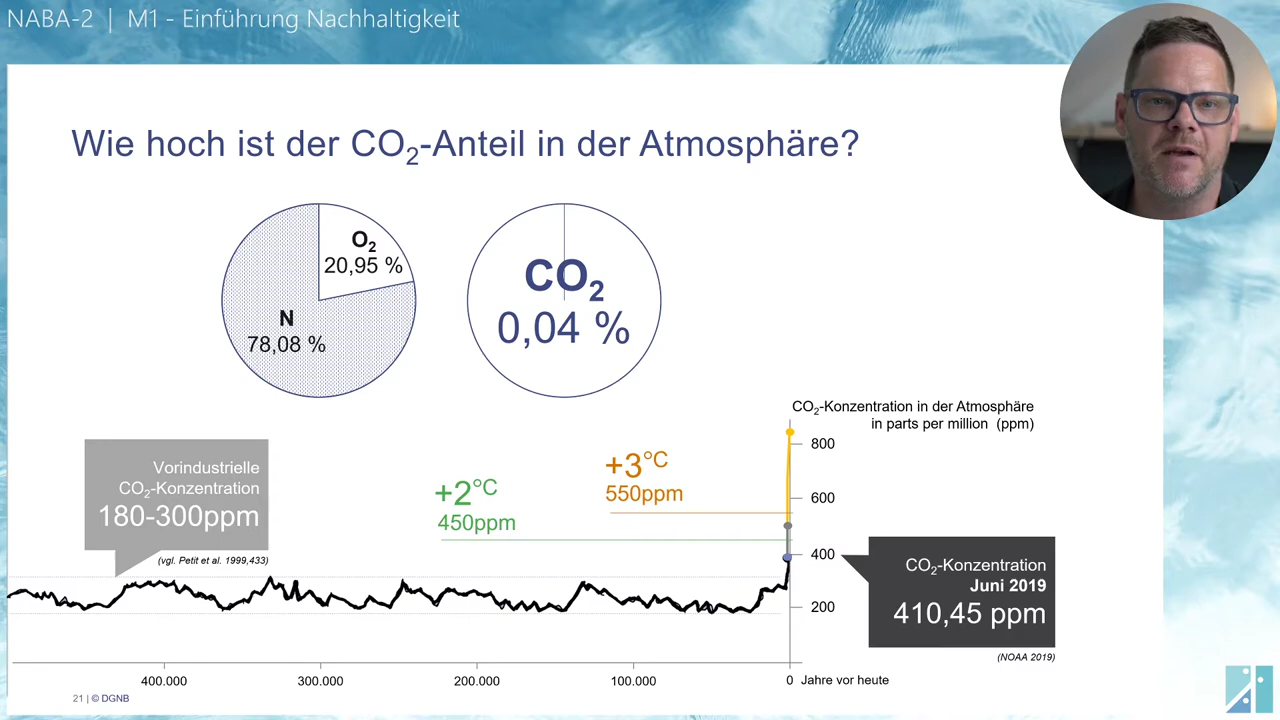 NABA-2 | M1 - Einführung Nachhaltigkeit
Wie hoch ist der CO₂-Anteil in der Atmosphäre?
O₂
20,95 %
N
78,08 %
CO₂
0,04 %
CO₂-Konzentration in der Atmosphäre
in parts per million (ppm)
800
600
400
200
Vorindustrielle
CO₂-Konzentration
180-300ppm
(vgl. Petit et al. 1999,433)
+2°C
450ppm
+3°C
550ppm
CO₂-Konzentration
Juni 2019
410,45 ppm
(NOAA 2019)
400.000
300.000
200.000
100.000
0
Jahre vor heute
21 | © DGNB